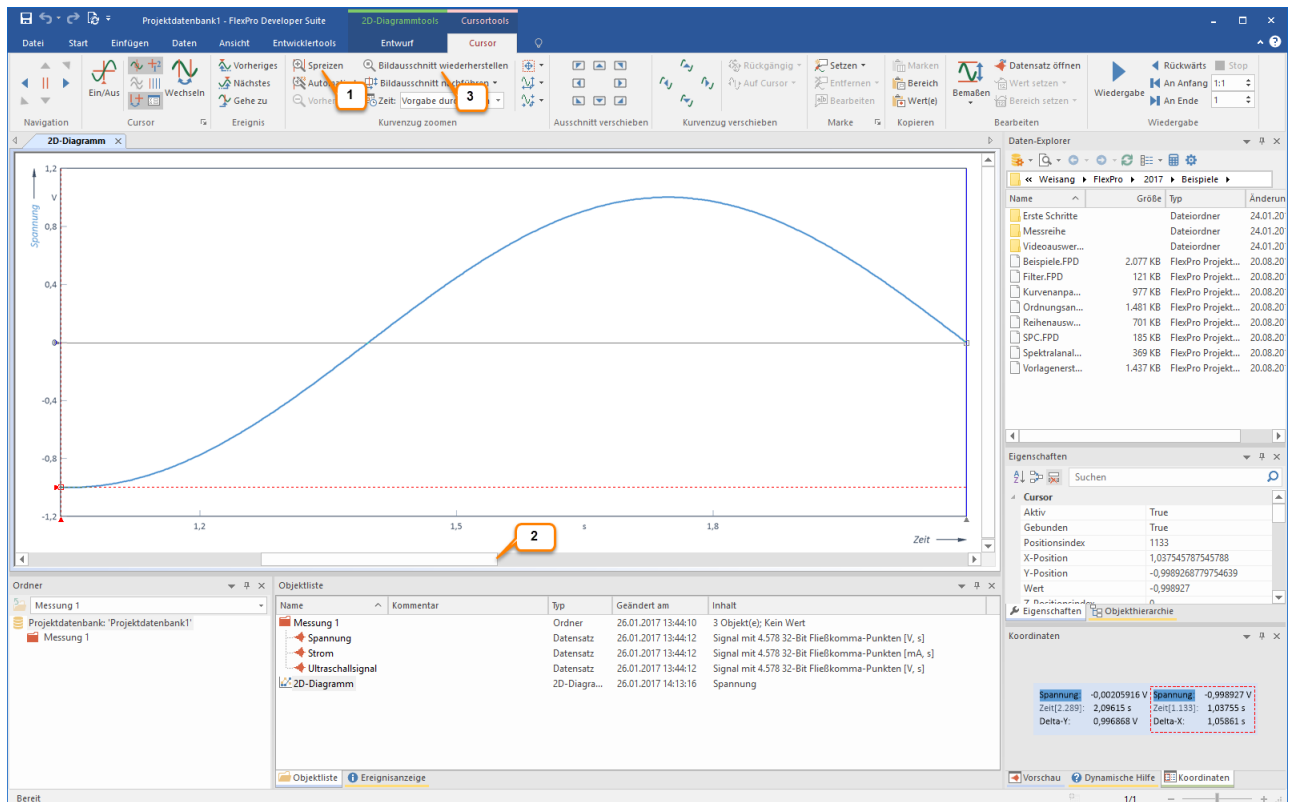 Projektdatenbank1 - FlexPro Developer Suite
2D-Diagrammtools
Cursortools
Datei Start Einfügen Daten Ansicht Entwicklertools Entwurf Cursor
Ein/Aus
Wechseln
Vorheriges
Nächstes
Gehe zu
Spreizen
Bildausschnitt wiederherstellen
Bildausschnitt
Zeit: Vorgabe
1
3
Rückgängig
Auf Cursor
Setzen
Entfernen
Bearbeiten
Marken
Bereich
Wert(e)
Bemaßen
Datensatz öffnen
Wert setzen
Bereich setzen
Wiedergabe
Rückwärts Stop
An Anfang 1:1
An Ende 1
Navigation Cursor Ereignis Kurvenzug zoomen Ausschnitt verschieben Kurvenzug verschieben Marke Kopieren Bearbeiten Wiedergabe
2D-Diagramm
1,2
V
0,8
0,4
0
-0,4
-0,8
-1,2
Spannung
1,2 1,5 s 1,8
Zeit
2
Daten-Explorer
« Weisang FlexPro 2017 Beispiele
Name Größe Typ Änderun
Erste Schritte Dateiordner 24.01.20
Messreihe Dateiordner 24.01.20
Videoauswer... Dateiordner 24.01.20
Beispiele.FPD 2.077 KB FlexPro Projekt... 20.08.20
Filter.FPD 121 KB FlexPro Projekt... 20.08.20
Kurvenanpa... 977 KB FlexPro Projekt... 20.08.20
Ordnungsan... 1.481 KB FlexPro Projekt... 20.08.20
Reihenausw... 701 KB FlexPro Projekt... 20.08.20
SPC.FPD 185 KB FlexPro Projekt... 20.08.20
Spektralanal... 369 KB FlexPro Projekt... 20.08.20
Vorlagenerst... 1.437 KB FlexPro Projekt... 20.08.20
Eigenschaften
Suchen
Cursor
Aktiv True
Gebunden True
Positionsindex 1133
X-Position 1,037545787545788
Y-Position -0,9989268779754639
Wert -0,998927
Z-Positionsindex 0
Eigenschaften Objekthierarchie
Ordner
Messung 1
Projektdatenbank: 'Projektdatenbank1'
Messung 1
Objektliste
Name Kommentar Typ Geändert am Inhalt
Messung 1 Ordner 26.01.2017 13:44:10 3 Objekt(e); Kein Wert
Spannung Datensatz 26.01.2017 13:44:12 Signal mit 4.578 32-Bit Fließkomma-Punkten [V, s]
Strom Datensatz 26.01.2017 13:44:12 Signal mit 4.578 32-Bit Fließkomma-Punkten [mA, s]
Ultraschallsignal Datensatz 26.01.2017 13:44:12 Signal mit 4.578 32-Bit Fließkomma-Punkten [V, s]
2D-Diagramm 2D-Diagra... 26.01.2017 14:13:16 Spannung
Objektliste Ereignisanzeige
Koordinaten
Spannung -0,00205916 V Spannung -0,998927 V
Zeit[2.289]: 2,09615 s Zeit[1.133]: 1,03755 s
Delta-Y: 0,996868 V Delta-X: 1,05861 s
Vorschau Dynamische Hilfe Koordinaten
Bereit
1/1